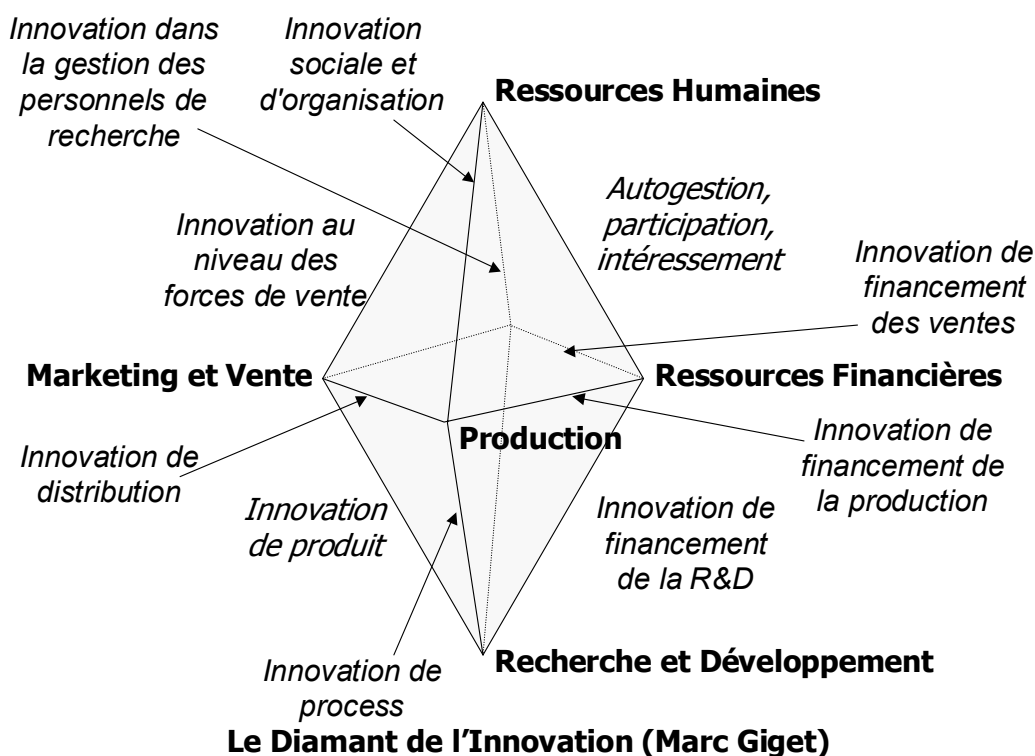 Innovation dans
la gestion des
personnels de
recherche
Innovation
sociale et
d'organisation
Ressources Humaines
Autogestion,
participation,
intéressement
Innovation au
niveau des
forces de vente
Innovation de
financement
des ventes
Marketing et Vente
Ressources Financières
Production
Innovation de
distribution
Innovation de
financement de
la production
Innovation
de produit
Innovation de
financement
de la R&D
Innovation de
process
Recherche et Développement
Le Diamant de l’Innovation (Marc Giget)